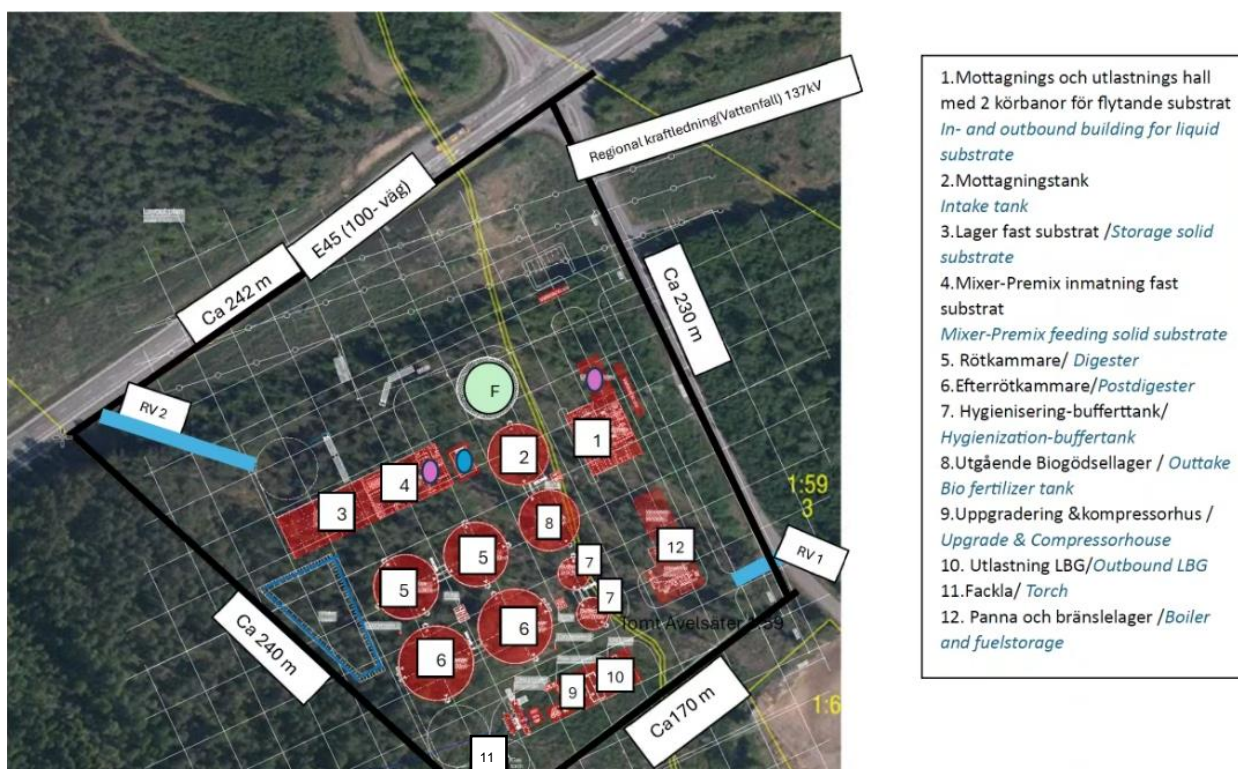 Regional kraftledning(Vattenfall) 137kV
E45 (100- väg)
Ca 242 m
Ca 230 m
RV 2
F
1
2
4
3
8
5
7
12
RV 1
1:59
3
5
7
6
Tomt Avelsäter 1:59
6
Ca 240 m
10
9
Ca170 m
1:6
11
1.Mottagnings och utlastnings hall
med 2 körbanor för flytande substrat
In- and outbound building for liquid
substrate
2.Mottagningstank
Intake tank
3.Lager fast substrat /Storage solid
substrate
4.Mixer-Premix inmatning fast
substrat
Mixer-Premix feeding solid substrate
5. Rötkammare/ Digester
6.Efterrötkammare/Postdigester
7. Hygienisering-bufferttank/
Hygienization-buffertank
8.Utgående Biogödsellager / Outtake
Bio fertilizer tank
9.Uppgradering &kompressorhus /
Upgrade & Compressorhouse
10. Utlastning LBG/Outbound LBG
11.Fackla/ Torch
12. Panna och bränslelager /Boiler
and fuelstorage